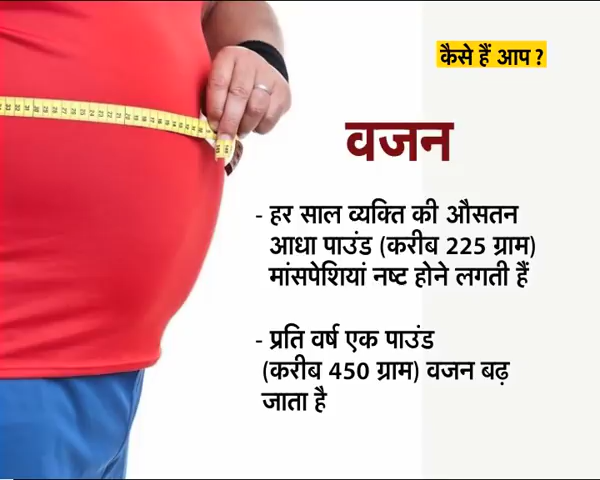 कैसे हैं आप ?
वजन
- हर साल व्यक्ति की औसतन
आधा पाउंड (करीब 225 ग्राम)
मांसपेशियां नष्ट होने लगती हैं
- प्रति वर्ष एक पाउंड
(करीब 450 ग्राम) वजन बढ़
जाता है